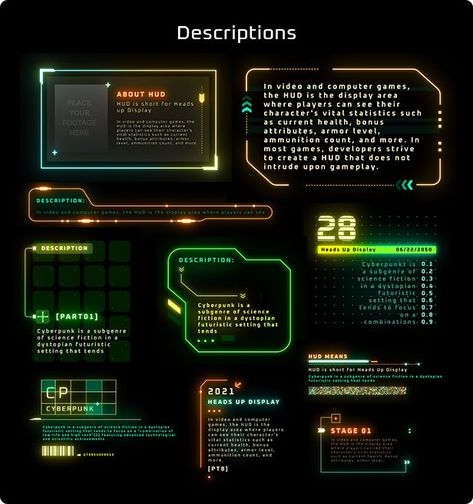 Descriptions
PLACE
YOUR
FOOTAGE
HERE
ABOUT HUD
HUD is short for Heads
up Display
In video and computer games,
the HUD is the display area
where players can see their character's
vital statistics such as current
health, bonus attributes, armor
level, ammunition count, and more.
In video and computer games,
the HUD is the display area
where players can see their
character's vital statistics such
as current health, bonus
attributes, armor level,
ammunition count, and more. In
most games, developers strive
to create a HUD that does not
intrude upon gameplay.
DESCRIPTION:
In video and computer games, the HUD is the display area where players can see
DESCRIPTION
[PART01]
Cyberpunk is a subgenre
of science fiction in a
dystopian futuristic
setting that tends
DESCRIPTION:
Cyberpunk is a subgenre
of science fiction in a
dystopian futuristic
setting that tends
28
Heads Up Display 06/22/2050
Cyberpunkt is 0.1
a subgenre of 0.2
science fiction 0.3
in a dystopian 0.4
futuristic 0.5
setting that 0.6
tends to focus 0.7
on a 0.8
combinations 0.9
HUD MEANS
HUD is short for Heads up Display
Cyberpunk is a subgenre of science fiction in a dystopian
futuristic setting that tends
CP
CYBERPUNK
Cyberpunk is a subgenre of science fiction in a dystopian
futuristic setting that tends to focus on a "combination of
low-life and high tech"[1] featuring advanced technological
and scientific achievements
2021
HEADS UP DISPLAY
In video and computer
games, the HUD is the
display area where
players can see their
character's vital
statistics such as
current health, bonus
attributes, armor level,
ammunition count,
and more.
[PT8]
STAGE 01
In video and computer games,
the HUD is the display area
where players can see their
character's vital statistics
such as current health, bonus
attributes, armor level.